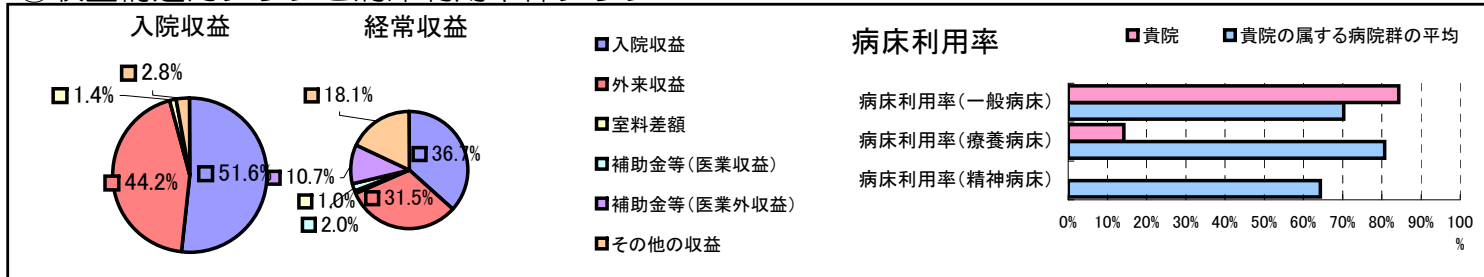 入院収益
経常収益
2.8%
1.4%
51.6%
44.2%
18.1%
36.7%
10.7%
1.0%
31.5%
2.0%
入院収益
外来収益
室料差額
補助金等(医業収益)
補助金等(医業外収益)
その他の収益
病床利用率
貴院
貴院の属する病院群の平均
病床利用率(一般病床)
病床利用率(療養病床)
病床利用率(精神病床)
0% 10% 20% 30% 40% 50% 60% 70% 80% 90% 100
%